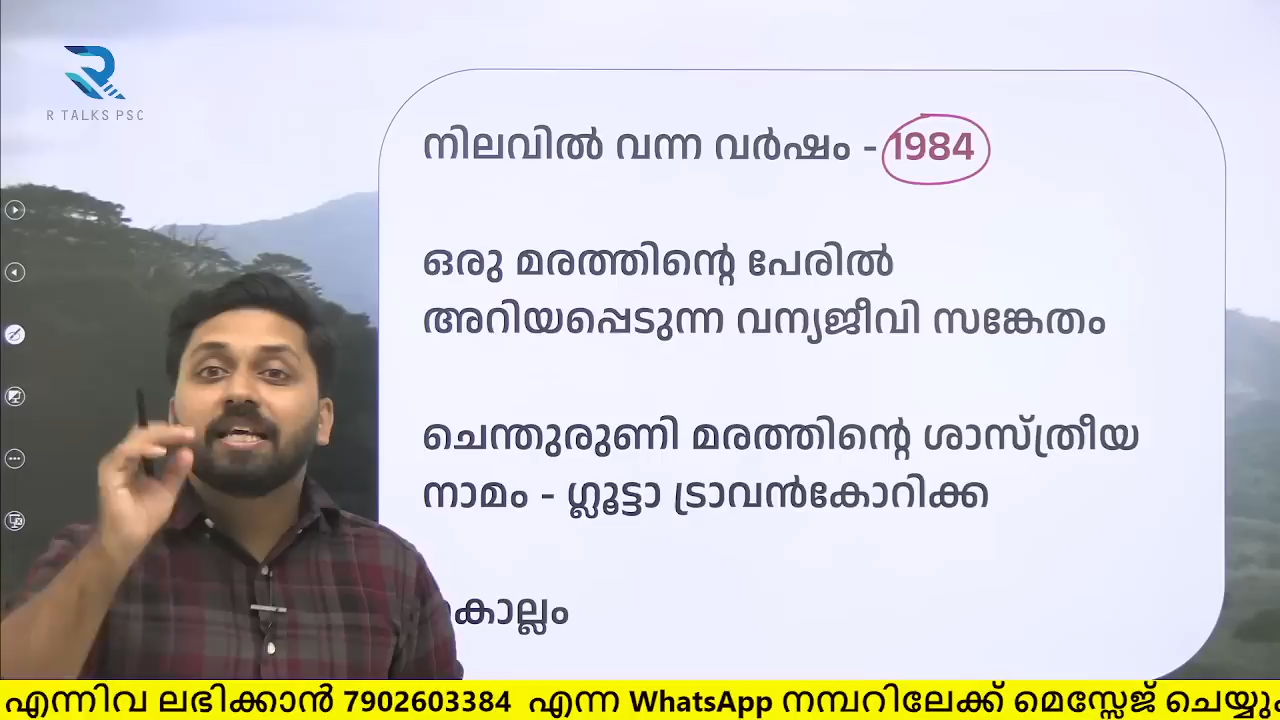 R TALKS PSC
നിലവിൽ വന്ന വർഷം - 1984
ഒരു മരത്തിന്റെ പേരിൽ
അറിയപ്പെടുന്ന വന്യജീവി സങ്കേതം
ചെന്തുരുണി മരത്തിന്റെ ശാസ്ത്രീയ
നാമം - ഗ്ലൂട്ടാ ട്രാവൻകോറിക്ക
കൊല്ലം
എന്നിവ ലഭിക്കാൻ 7902603384 എന്ന WhatsApp നമ്പറിലേക്ക് മെസ്സേജ് ചെയ്യുക